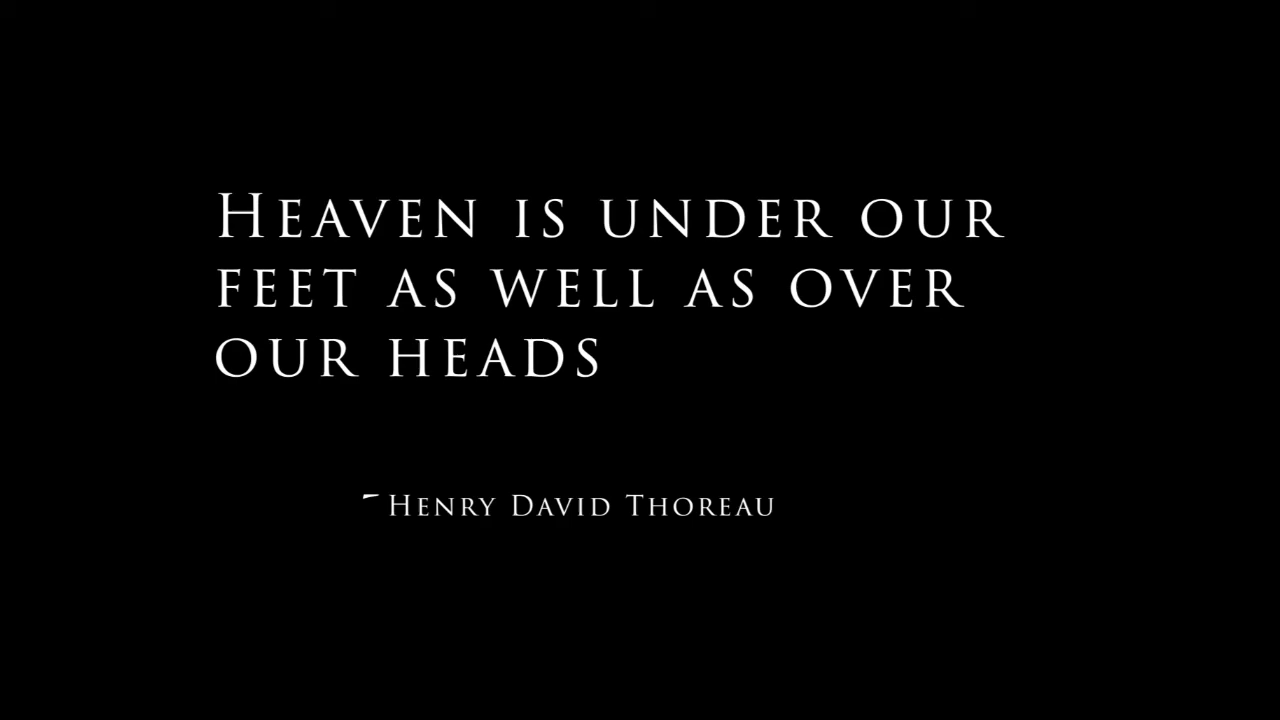 Heaven is under our
feet as well as over
our heads
Henry David Thoreau